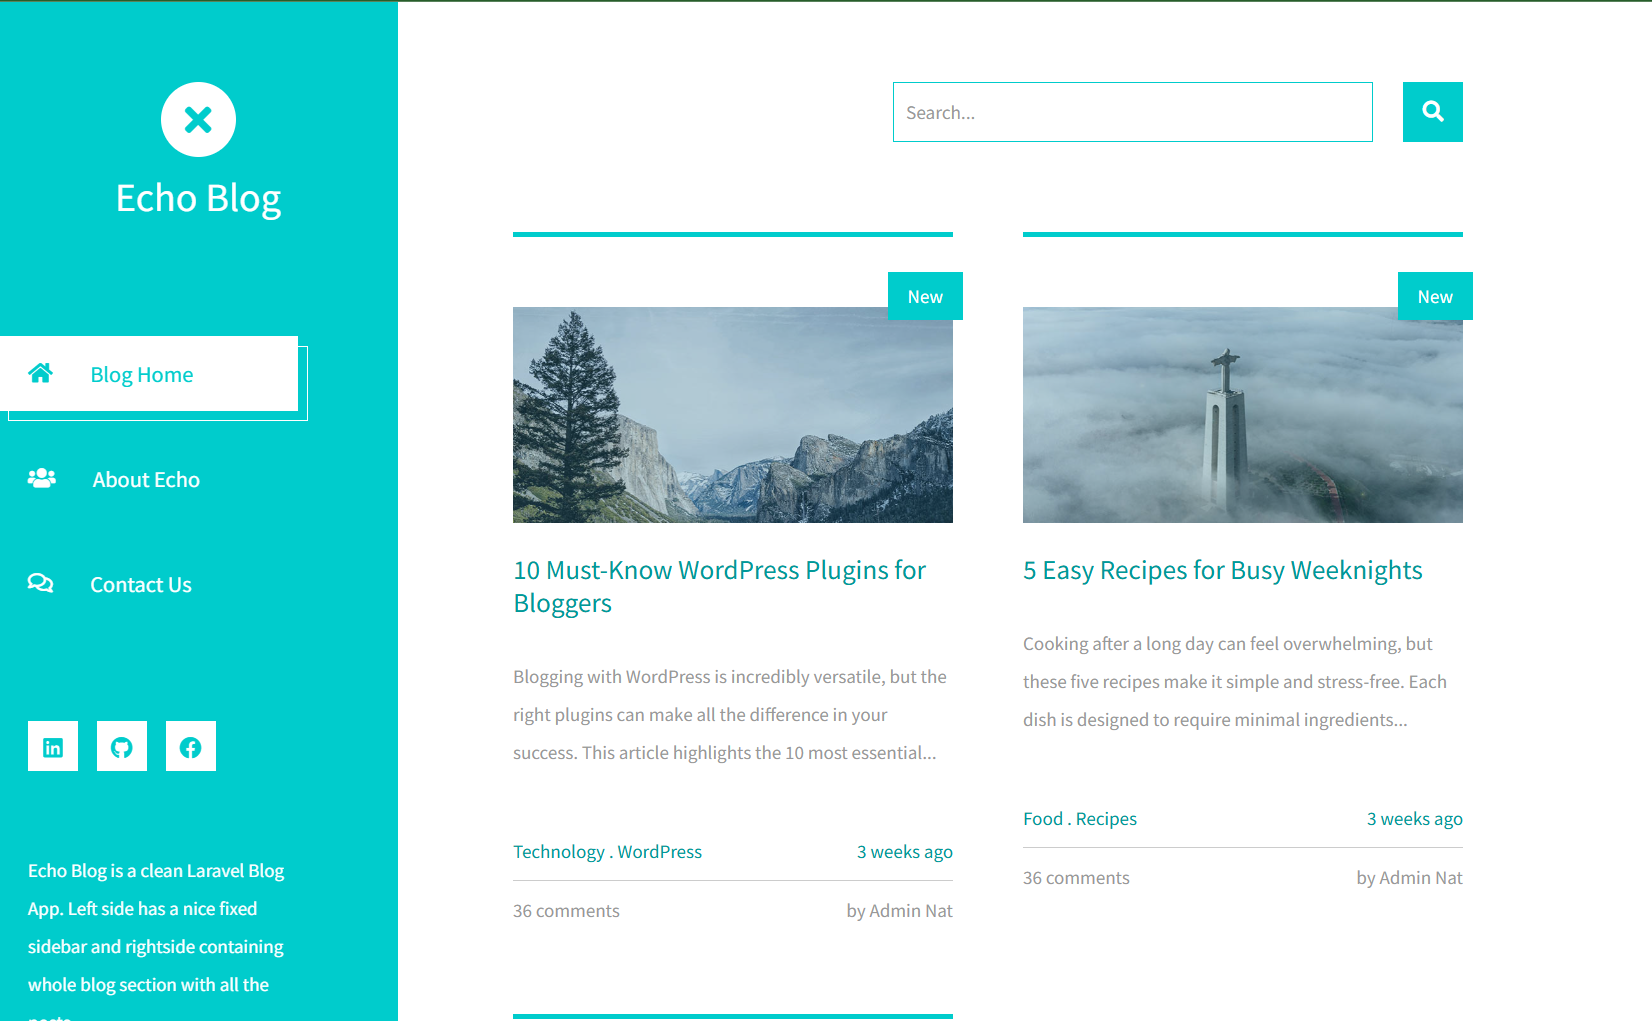 Echo Blog
Blog Home
About Echo
Contact Us
Echo Blog is a clean Laravel Blog
App. Left side has a nice fixed
sidebar and rightside containing
whole blog section with all the
Search...
New
10 Must-Know WordPress Plugins for
Bloggers
Blogging with WordPress is incredibly versatile, but the
right plugins can make all the difference in your
success. This article highlights the 10 most essential...
Technology . WordPress
3 weeks ago
36 comments
by Admin Nat
New
5 Easy Recipes for Busy Weeknights
Cooking after a long day can feel overwhelming, but
these five recipes make it simple and stress-free. Each
dish is designed to require minimal ingredients...
Food . Recipes
3 weeks ago
36 comments
by Admin Nat